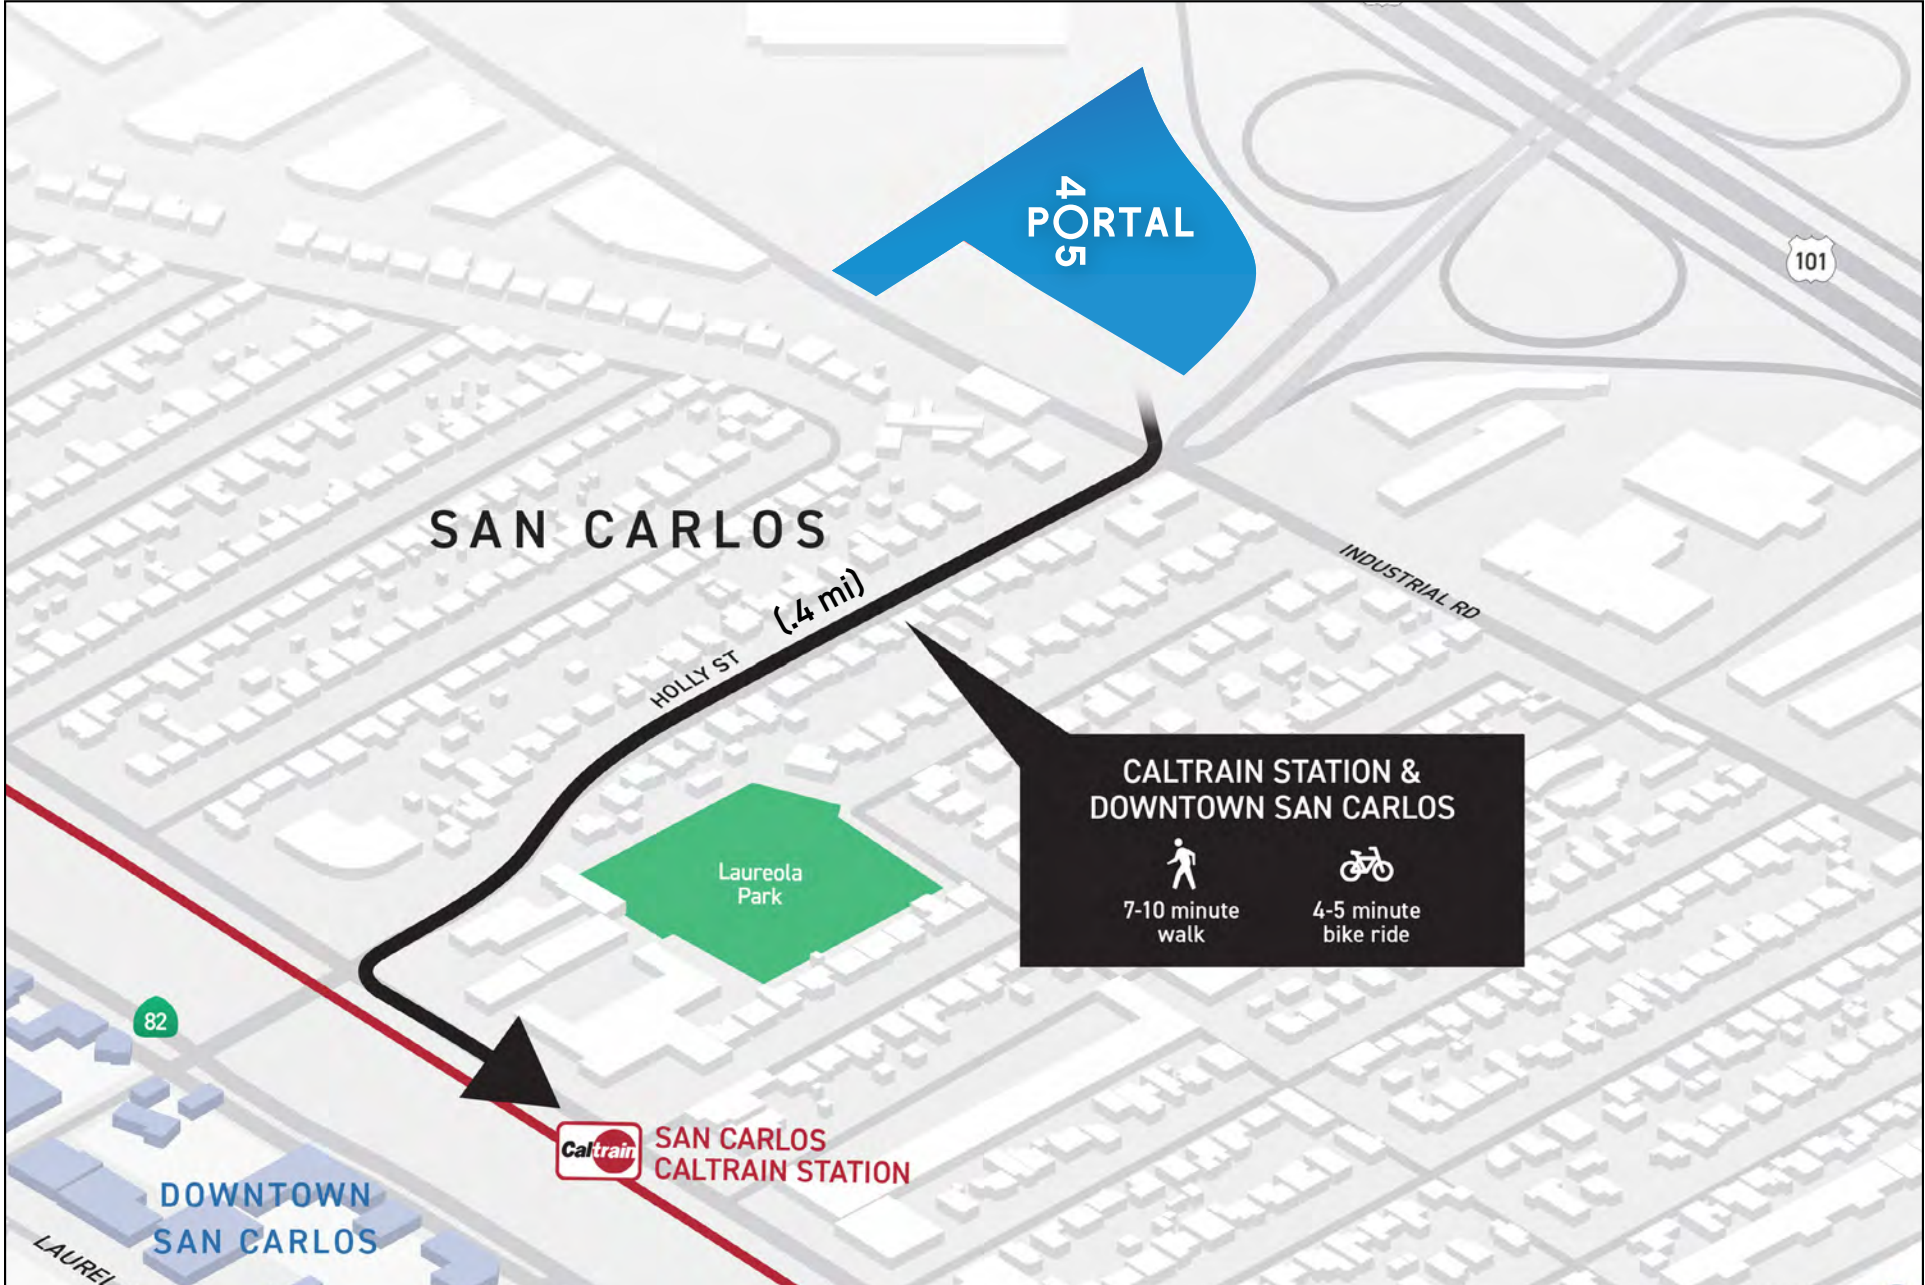 4
PORTAL
5
101
SAN CARLOS
INDUSTRIAL RD
(.4 mi)
HOLLY ST
CALTRAIN STATION &
DOWNTOWN SAN CARLOS
7-10 minute
walk
4-5 minute
bike ride
Laureola
Park
82
Caltrain
SAN CARLOS
CALTRAIN STATION
DOWNTOWN
SAN CARLOS
LAUREL